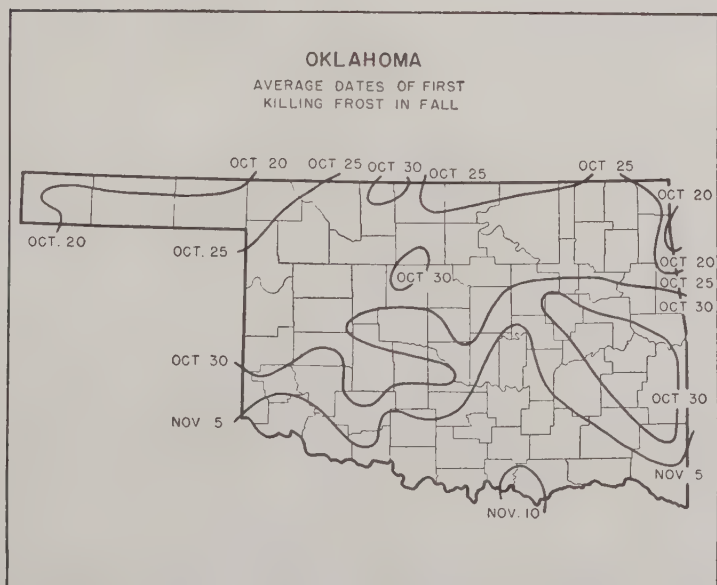 OKLAHOMA
AVERAGE DATES OF FIRST
KILLING FROST IN FALL
OCT 20
OCT 25
OCT 30
OCT 25
OCT 25
OCT 20
OCT. 20
OCT. 25
OCT 20
OCT 25
OCT 30
OCT 30
OCT 30
OCT 30
NOV 5
NOV 5
NOV. 10